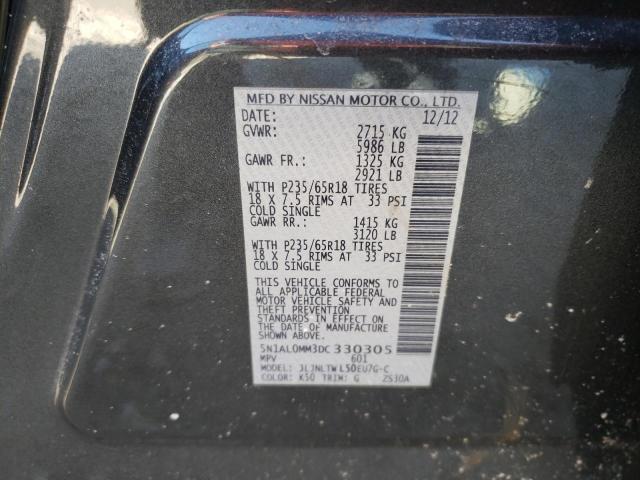 MFD BY NISSAN MOTOR CO., LTD.
DATE: 12/12
GVWR: 2715 KG
5986 LB
GAWR FR.: 1325 KG
2921 LB
WITH P235/65R18 TIRES
18 X 7.5 RIMS AT 33 PSI
COLD SINGLE
GAWR RR.: 1415 KG
3120 LB
WITH P235/65R18 TIRES
18 X 7.5 RIMS AT 33 PSI
COLD SINGLE
THIS VEHICLE CONFORMS TO
ALL APPLICABLE FEDERAL
MOTOR VEHICLE SAFETY AND
THEFT PREVENTION
STANDARDS IN EFFECT ON
THE DATE OF MANUFACTURE
SHOWN ABOVE.
5N1AL0MM3DC 330305
MPV 601
MODEL: JLJNLTWL50EU7G-C
COLOR: K50 TRIM: G ZS30A